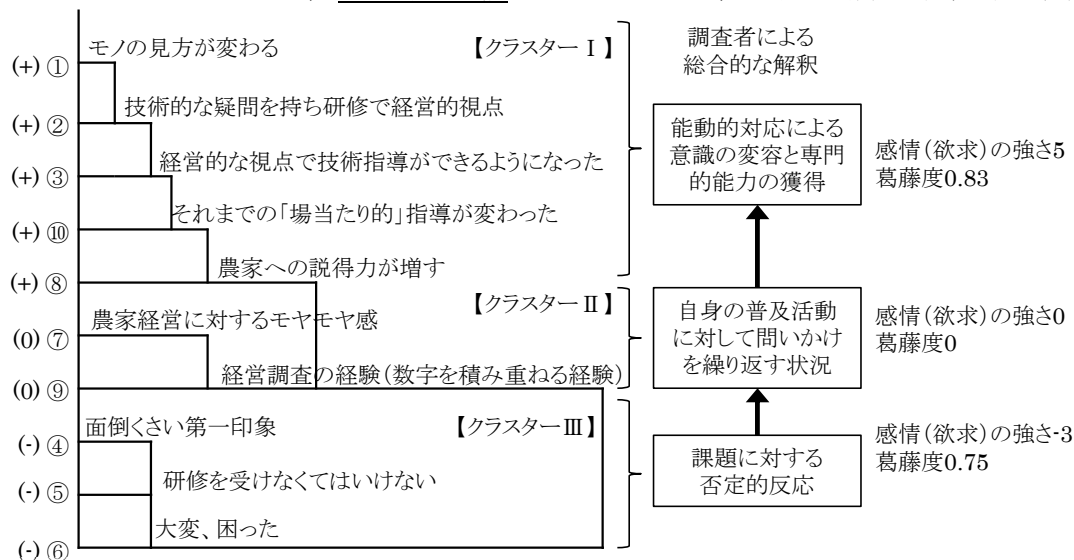 モノの見方が変わる
【クラスターⅠ】
調査者による
総合的な解釈
(+) ①
技術的な疑問を持ち研修で経営的視点
(+) ②
経営的な視点で技術指導ができるようになった
能動的対応による
意識の変容と専門
的能力の獲得
感情(欲求)の強さ5
葛藤度0.83
(+) ③
それまでの「場当たり的」指導が変わった
(+) ⑩
農家への説得力が増す
(+) ⑧
農家経営に対するモヤモヤ感
【クラスターⅡ】
自身の普及活動
に対して問いかけ
を繰り返す状況
感情(欲求)の強さ0
葛藤度0
(0) ⑦
経営調査の経験(数字を積み重ねる経験)
(0) ⑨
面倒くさい第一印象
【クラスターⅢ】
(-) ④
研修を受けなくてはいけない
課題に対する
否定的反応
感情(欲求)の強さ-3
葛藤度0.75
(-) ⑤
大変、困った
(-) ⑥